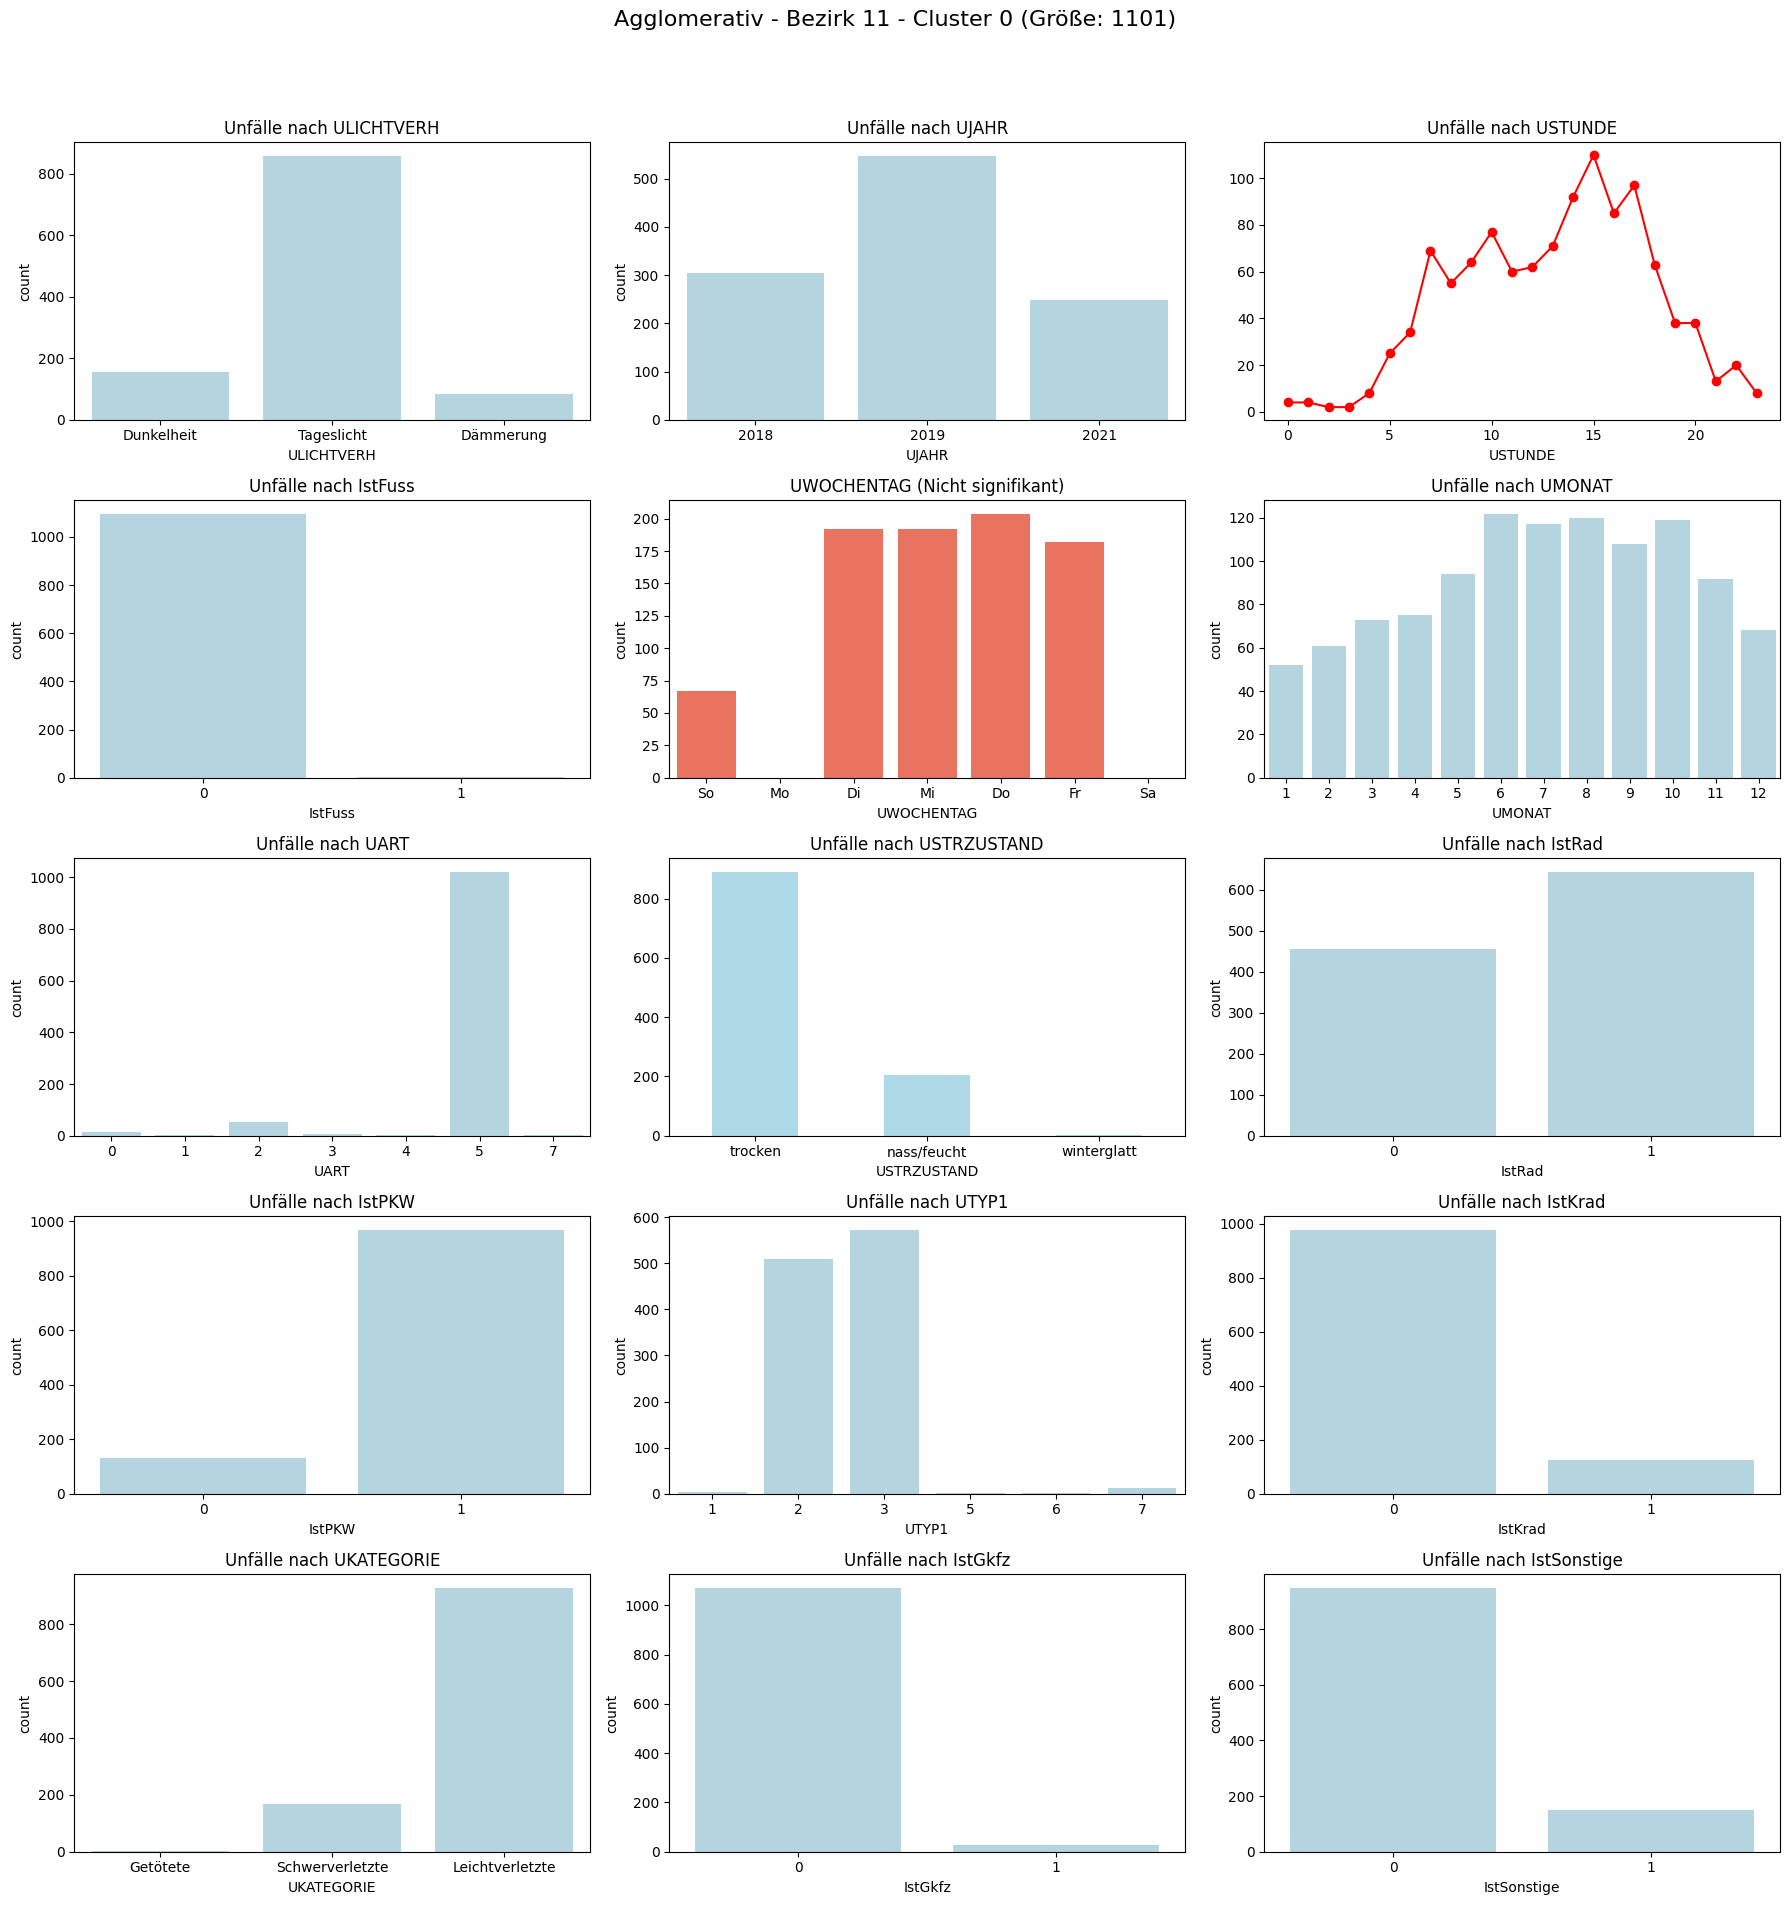 Agglomerativ - Bezirk 11 - Cluster 0 (Größe: 1101)
Unfälle nach ULICHTVERH
800
600
400
200
0
count
Dunkelheit Tageslicht Dämmerung
ULICHTVERH
Unfälle nach UJAHR
500
400
300
200
100
0
count
2018 2019 2021
UJAHR
Unfälle nach USTUNDE
100
80
60
40
20
0
0 5 10 15 20
USTUNDE
Unfälle nach IstFuss
1000
800
600
400
200
0
count
0 1
IstFuss
UWOCHENTAG (Nicht signifikant)
200
175
150
125
100
75
50
25
0
count
So Mo Di Mi Do Fr Sa
UWOCHENTAG
Unfälle nach UMONAT
120
100
80
60
40
20
0
count
1 2 3 4 5 6 7 8 9 10 11 12
UMONAT
Unfälle nach UART
1000
800
600
400
200
0
count
0 1 2 3 4 5 7
UART
Unfälle nach USTRZUSTAND
800
600
400
200
0
count
trocken nass/feucht winterglatt
USTRZUSTAND
Unfälle nach IstRad
600
500
400
300
200
100
0
count
0 1
IstRad
Unfälle nach IstPKW
1000
800
600
400
200
0
count
0 1
IstPKW
Unfälle nach UTYP1
600
500
400
300
200
100
0
count
1 2 3 5 6 7
UTYP1
Unfälle nach IstKrad
1000
800
600
400
200
0
count
0 1
IstKrad
Unfälle nach UKATEGORIE
800
600
400
200
0
count
Getötete Schwerverletzte Leichtverletzte
UKATEGORIE
Unfälle nach IstGkfz
1000
800
600
400
200
0
count
0 1
IstGkfz
Unfälle nach IstSonstige
800
600
400
200
0
count
0 1
IstSonstige